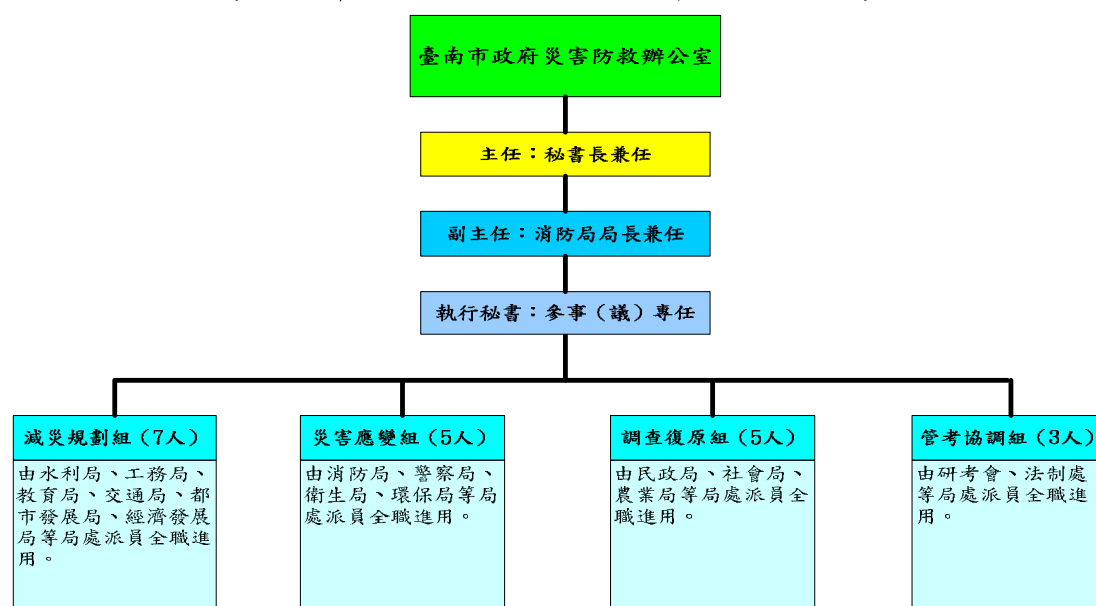 臺南市政府災害防救辦公室
主任：秘書長兼任
副主任：消防局局長兼任
執行秘書：參事（議）專任
減災規劃組（7人）
由水利局、工務局、
教育局、交通局、都
市發展局、經濟發展
局等局處派員全職進
用。
災害應變組（5人）
由消防局、警察局、
衛生局、環保局等局
處派員全職進用。
調查復原組（5人）
由民政局、社會局、
農業局等局處派員全
職進用。
管考協調組（3人）
由研考會、法制處
等局處派員全職進
用。